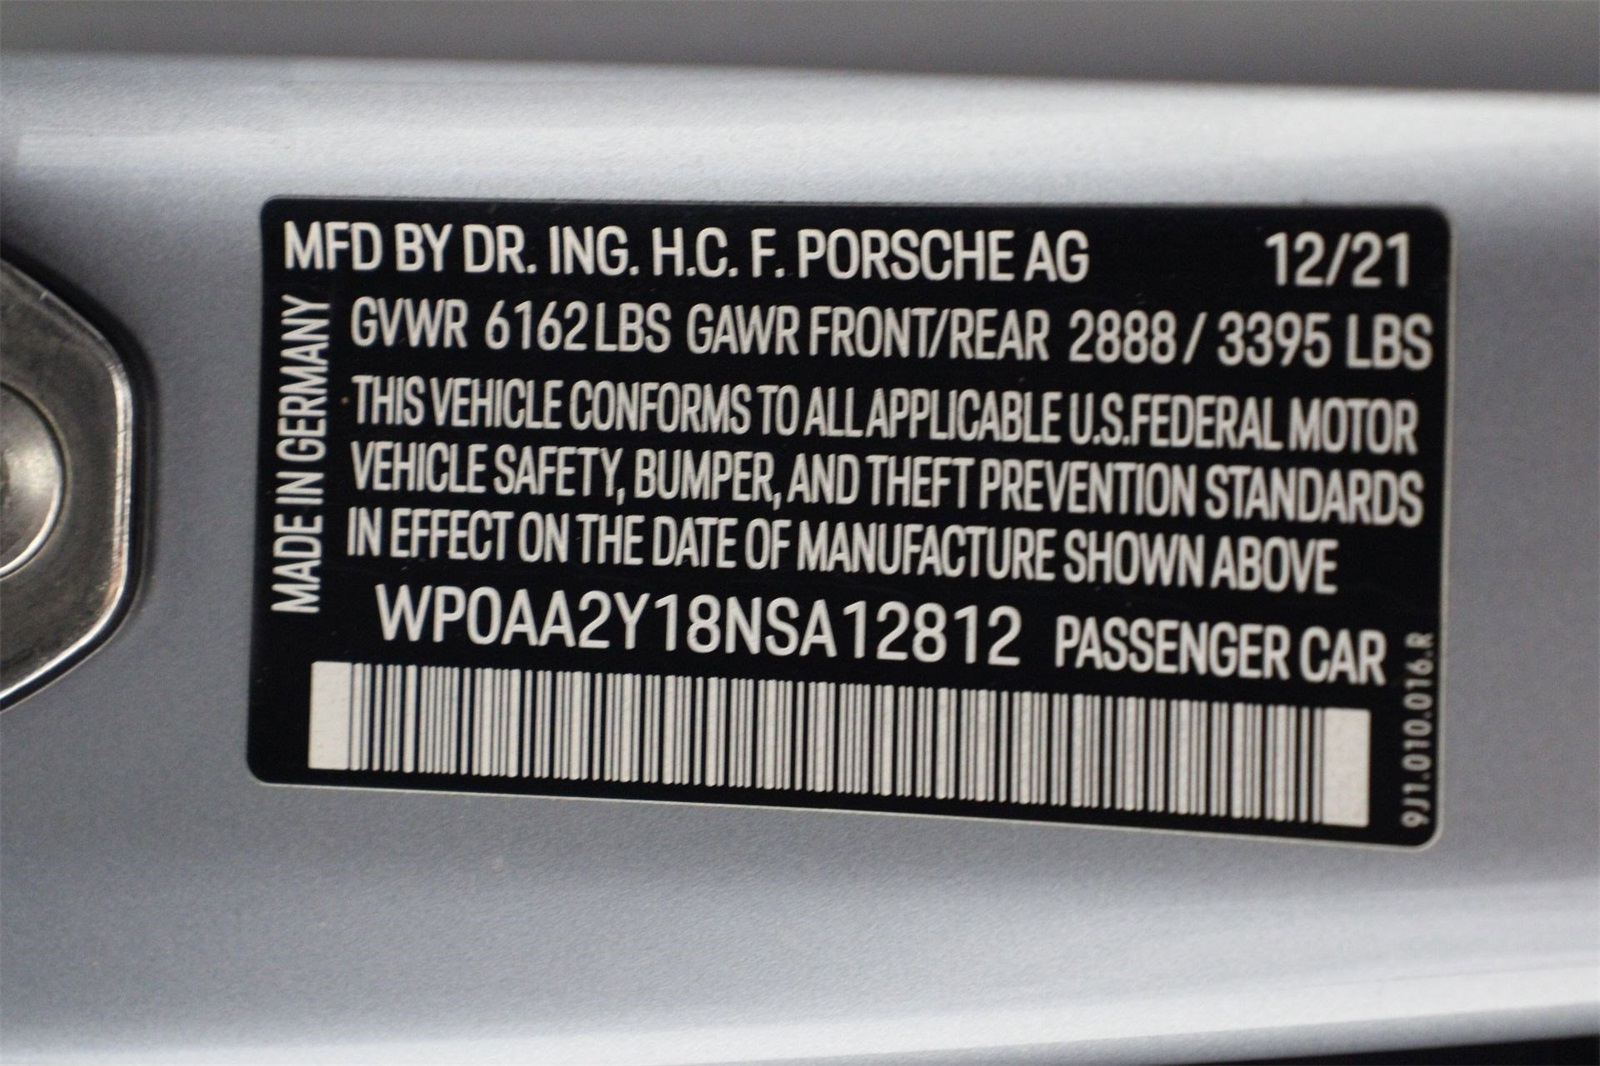 MFD BY DR. ING. H.C. F. PORSCHE AG 12/21
GVWR 6162 LBS GAWR FRONT/REAR 2888 / 3395 LBS
THIS VEHICLE CONFORMS TO ALL APPLICABLE U.S.FEDERAL MOTOR
VEHICLE SAFETY, BUMPER, AND THEFT PREVENTION STANDARDS
IN EFFECT ON THE DATE OF MANUFACTURE SHOWN ABOVE
WP0AA2Y18NSA12812 PASSENGER CAR
MADE IN GERMANY
9J1.010.016.R